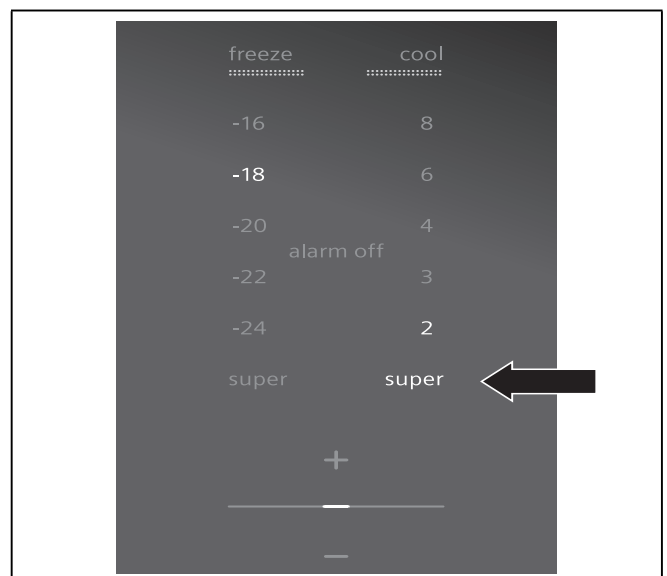 freeze cool
-16 8
-18 6
-20 4
alarm off
-22 3
-24 2
super super
+
—